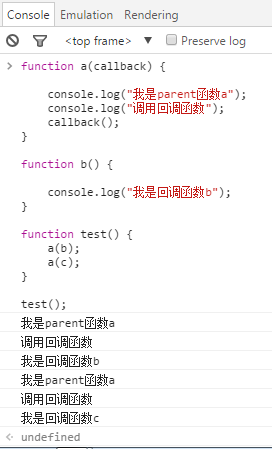 Console Emulation Rendering
<top frame> ▼ Preserve log
> function a(callback) {
console.log("我是parent函数a");
console.log("调用回调函数");
callback();
}
function b() {
console.log("我是回调函数b");
}
function test() {
a(b);
a(c);
}
test();
我是parent函数a
调用回调函数
我是回调函数b
我是parent函数a
调用回调函数
我是回调函数c
undefined